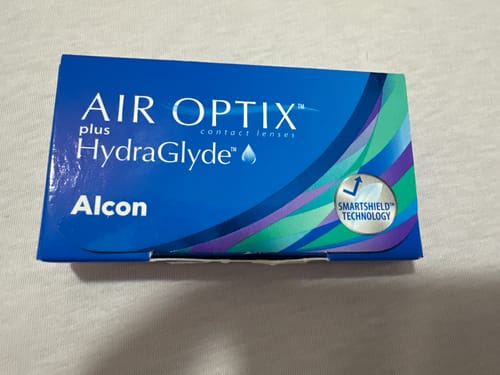 AIR OPTIX™
plus
contact lenses
HydraGlyde™
Alcon
SMARTSHIELD™
TECHNOLOGY